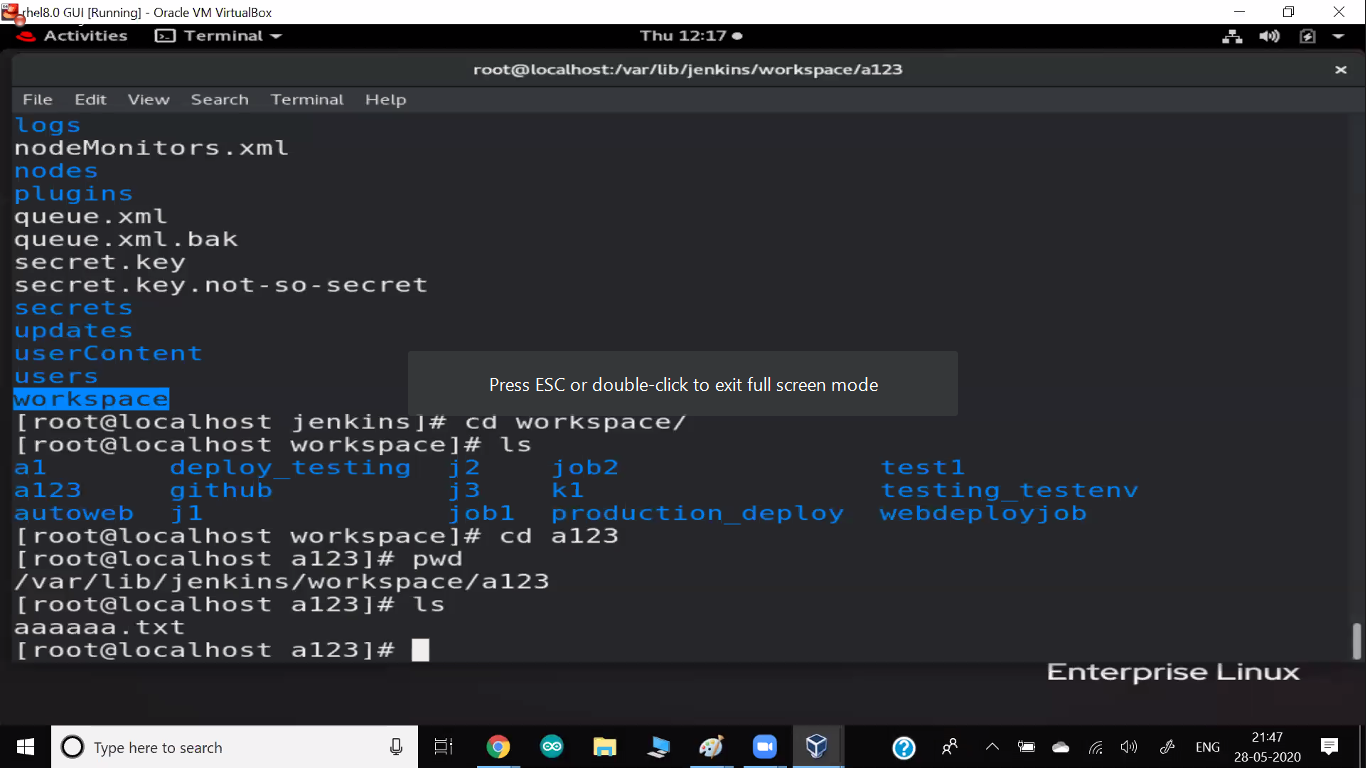 rhel8.0 GUI [Running] - Oracle VM VirtualBox
Activities Terminal Thu 12:17
root@localhost:/var/lib/jenkins/workspace/a123
File Edit View Search Terminal Help
logs
nodeMonitors.xml
nodes
plugins
queue.xml
queue.xml.bak
secret.key
secret.key.not-so-secret
secrets
updates
userContent
users
Press ESC or double-click to exit full screen mode
workspace
[root@localhost jenkins]# cd workspace/
[root@localhost workspace]# ls
a1 deploy_testing j2 job2 test1
a123 github j3 k1 testing_testenv
autoweb j1 job1 production_deploy webdeployjob
[root@localhost workspace]# cd a123
[root@localhost a123]# pwd
/var/lib/jenkins/workspace/a123
[root@localhost a123]# ls
aaaaaa.txt
[root@localhost a123]#
Enterprise Linux
Type here to search
ENG
21:47
28-05-2020